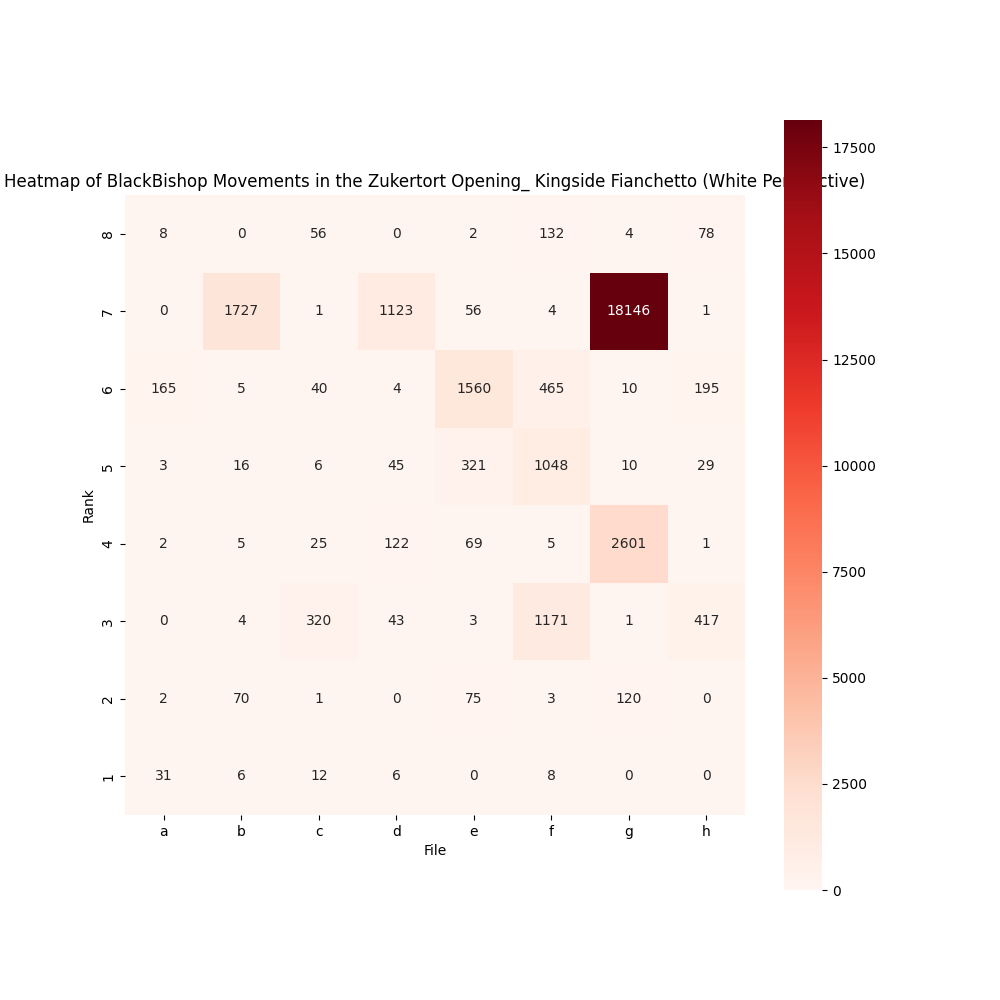 Heatmap of BlackBishop Movements in the Zukertort Opening_ Kingside Fianchetto (White Pe ctive)
17500
15000
12500
10000
7500
5000
2500
0
Rank
8 8 0 56 0 2 132 4 78
7 0 1727 1 1123 56 4 18146 1
6 165 5 40 4 1560 465 10 195
5 3 16 6 45 321 1048 10 29
4 2 5 25 122 69 5 2601 1
3 0 4 320 43 3 1171 1 417
2 2 70 1 0 75 3 120 0
1 31 6 12 6 0 8 0 0
a b c d e f g h
File